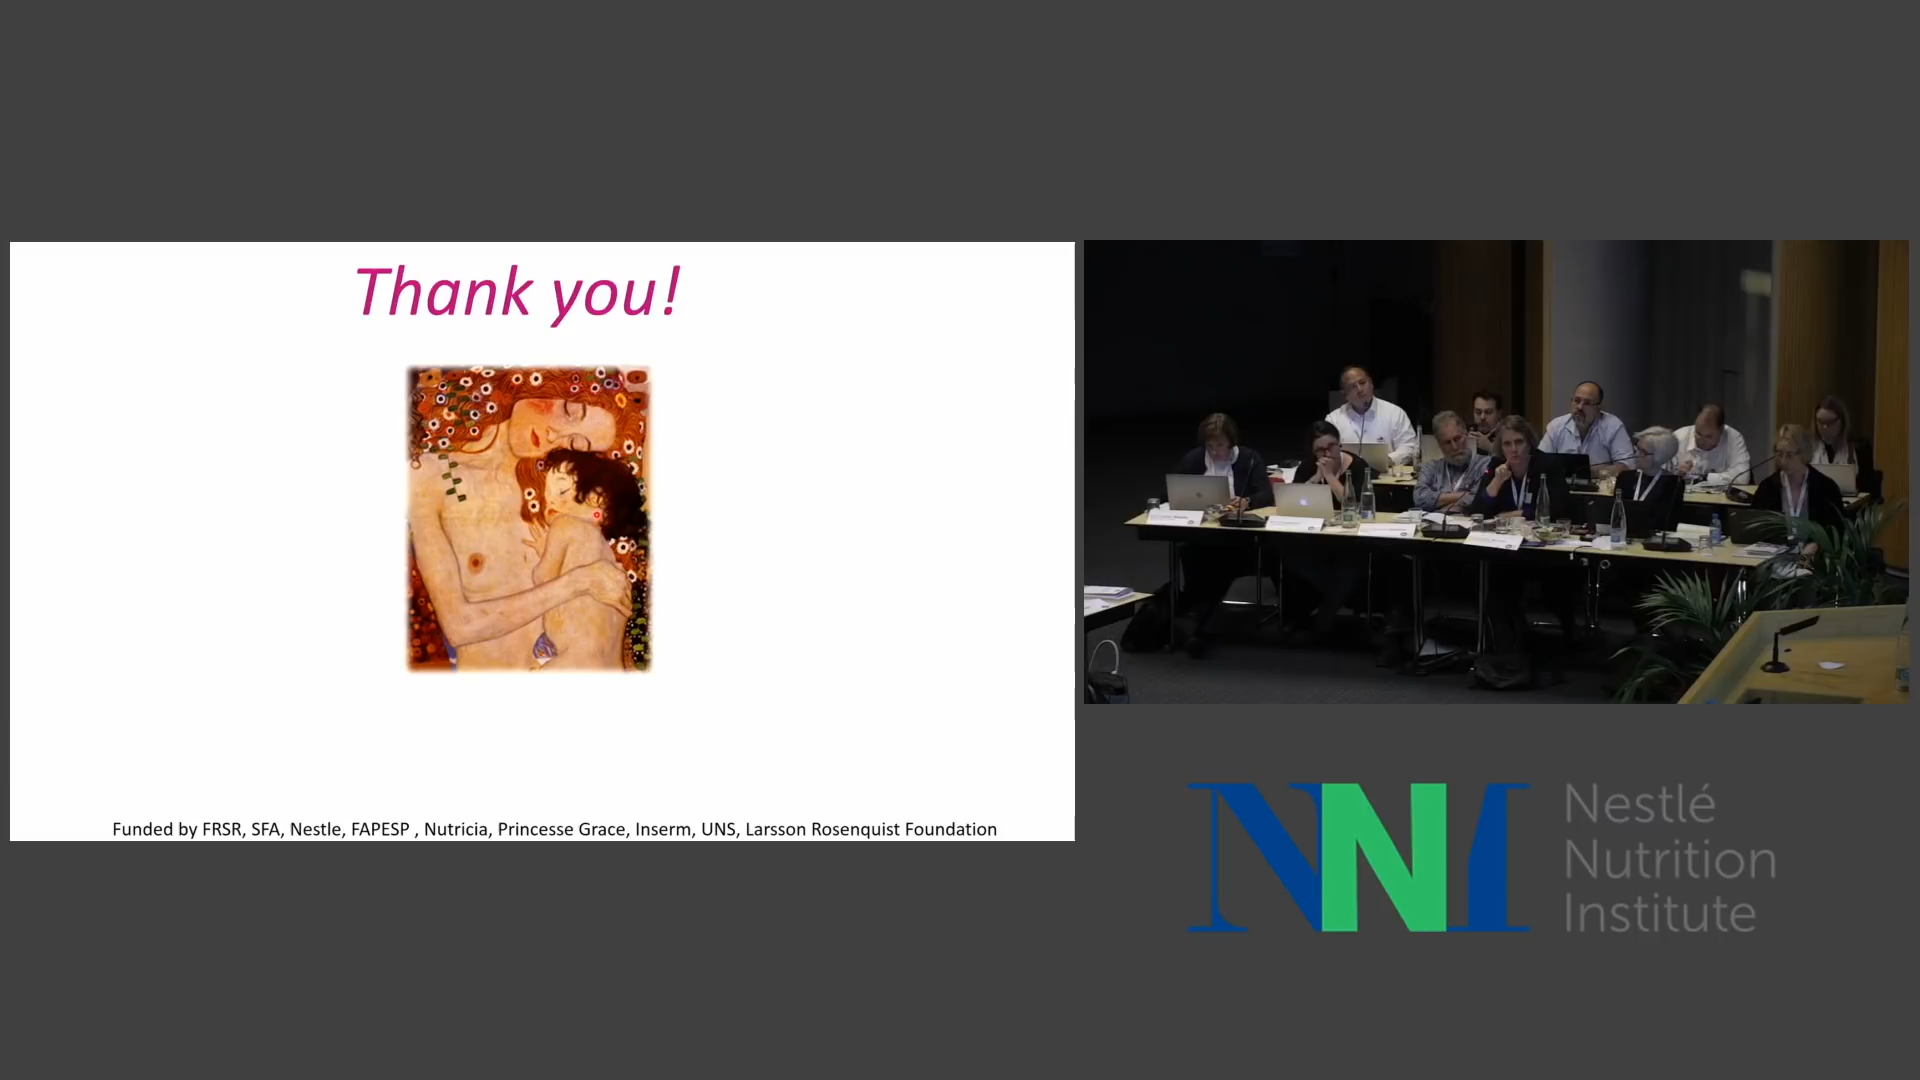 Thank you!
Funded by FRSR, SFA, Nestle, FAPESP , Nutricia, Princesse Grace, Inserm, UNS, Larsson Rosenquist Foundation
NNI
Nestlé
Nutrition
Institute